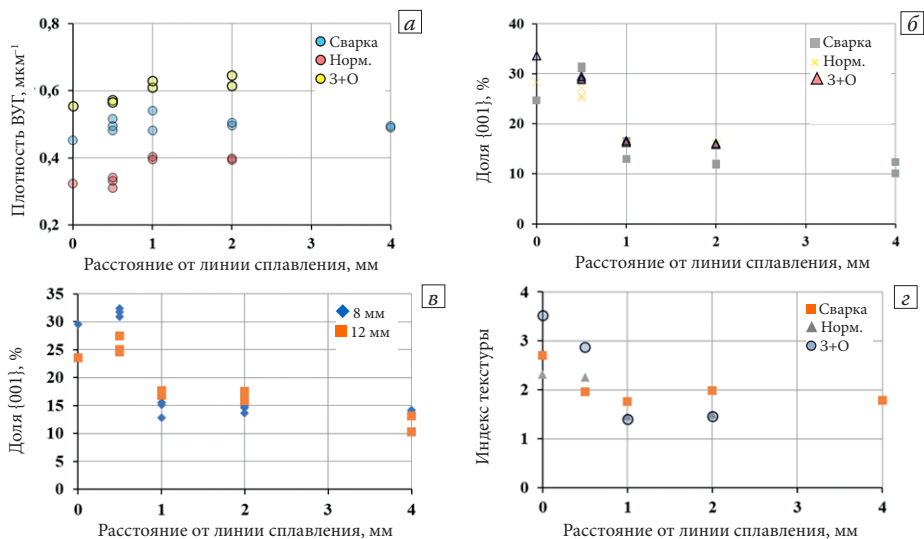 а
0,8
0,6
0,4
0,2
Плотность ВУГ, мкм⁻¹
Сварка
Норм.
З+О
0 1 2 3 4
Расстояние от линии сплавления, мм
б
40
30
20
10
0
Доля {001}, %
Сварка
Норм.
З+О
0 1 2 3 4
Расстояние от линии сплавления, мм
в
35
30
25
20
15
10
5
0
Доля {001}, %
8 мм
12 мм
0 1 2 3 4
Расстояние от линии сплавления, мм
г
4
3
2
1
0
Индекс текстуры
Сварка
Норм.
З+О
0 1 2 3 4
Расстояние от линии сплавления, мм